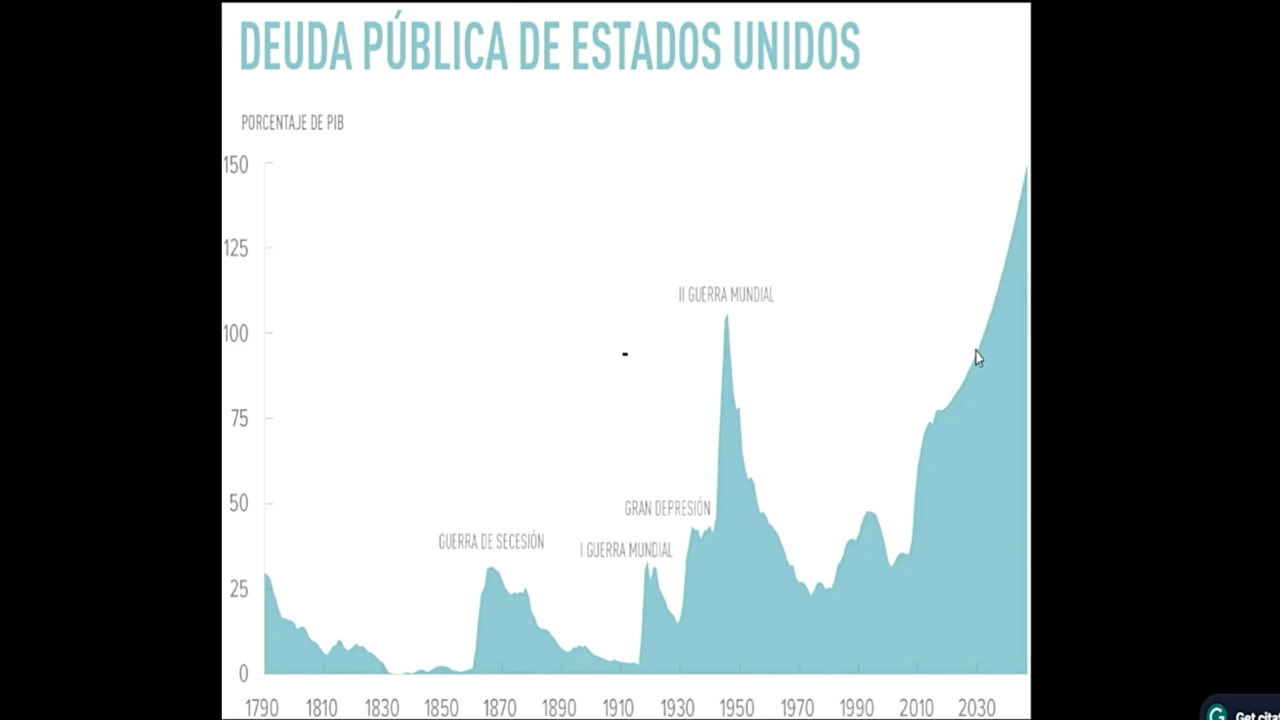 DEUDA PÚBLICA DE ESTADOS UNIDOS
PORCENTAJE DE PIB
150
125
100
75
50
25
0
II GUERRA MUNDIAL
GRAN DEPRESIÓN
GUERRA DE SECESIÓN
I GUERRA MUNDIAL
1790 1810 1830 1850 1870 1890 1910 1930 1950 1970 1990 2010 2030
G Get